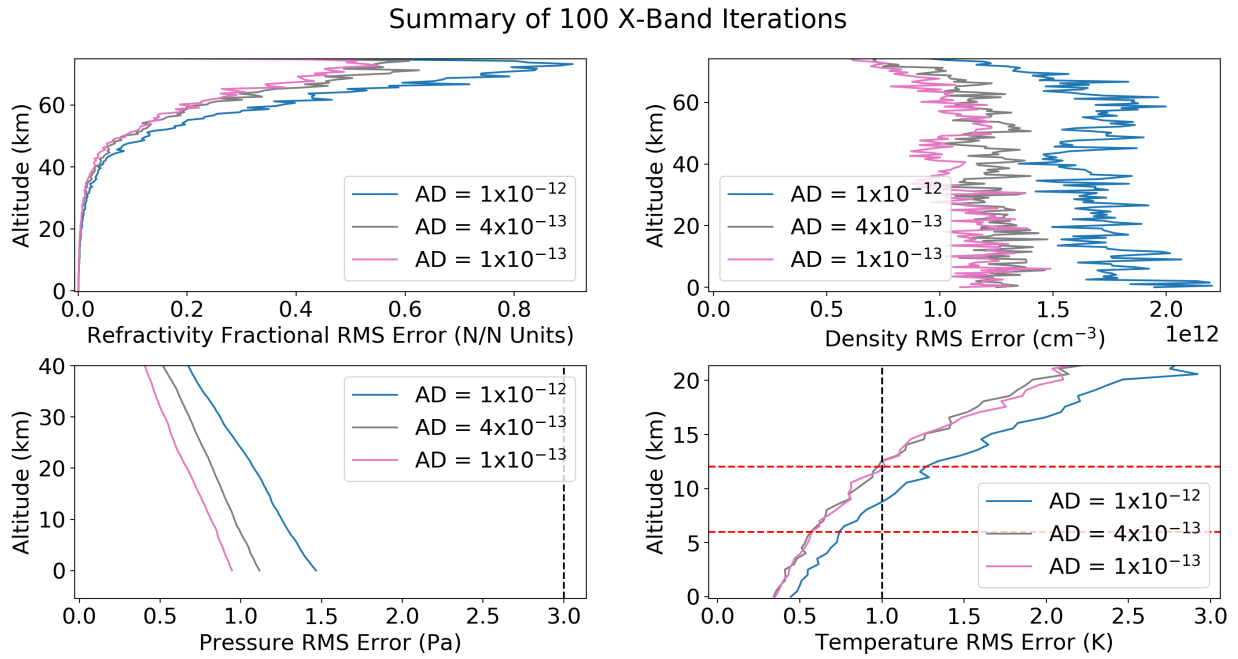 Summary of 100 X-Band Iterations
Altitude (km)
60
40
20
0
0.0 0.2 0.4 0.6 0.8
Refractivity Fractional RMS Error (N/N Units)
AD = 1x10⁻¹²
AD = 4x10⁻¹³
AD = 1x10⁻¹³
Altitude (km)
60
40
20
0
0.0 0.5 1.0 1.5 2.0
1e12
Density RMS Error (cm⁻³)
AD = 1x10⁻¹²
AD = 4x10⁻¹³
AD = 1x10⁻¹³
Altitude (km)
40
30
20
10
0
0.0 0.5 1.0 1.5 2.0 2.5 3.0
Pressure RMS Error (Pa)
AD = 1x10⁻¹²
AD = 4x10⁻¹³
AD = 1x10⁻¹³
Altitude (km)
20
15
10
5
0
0.0 0.5 1.0 1.5 2.0 2.5 3.0
Temperature RMS Error (K)
AD = 1x10⁻¹²
AD = 4x10⁻¹³
AD = 1x10⁻¹³